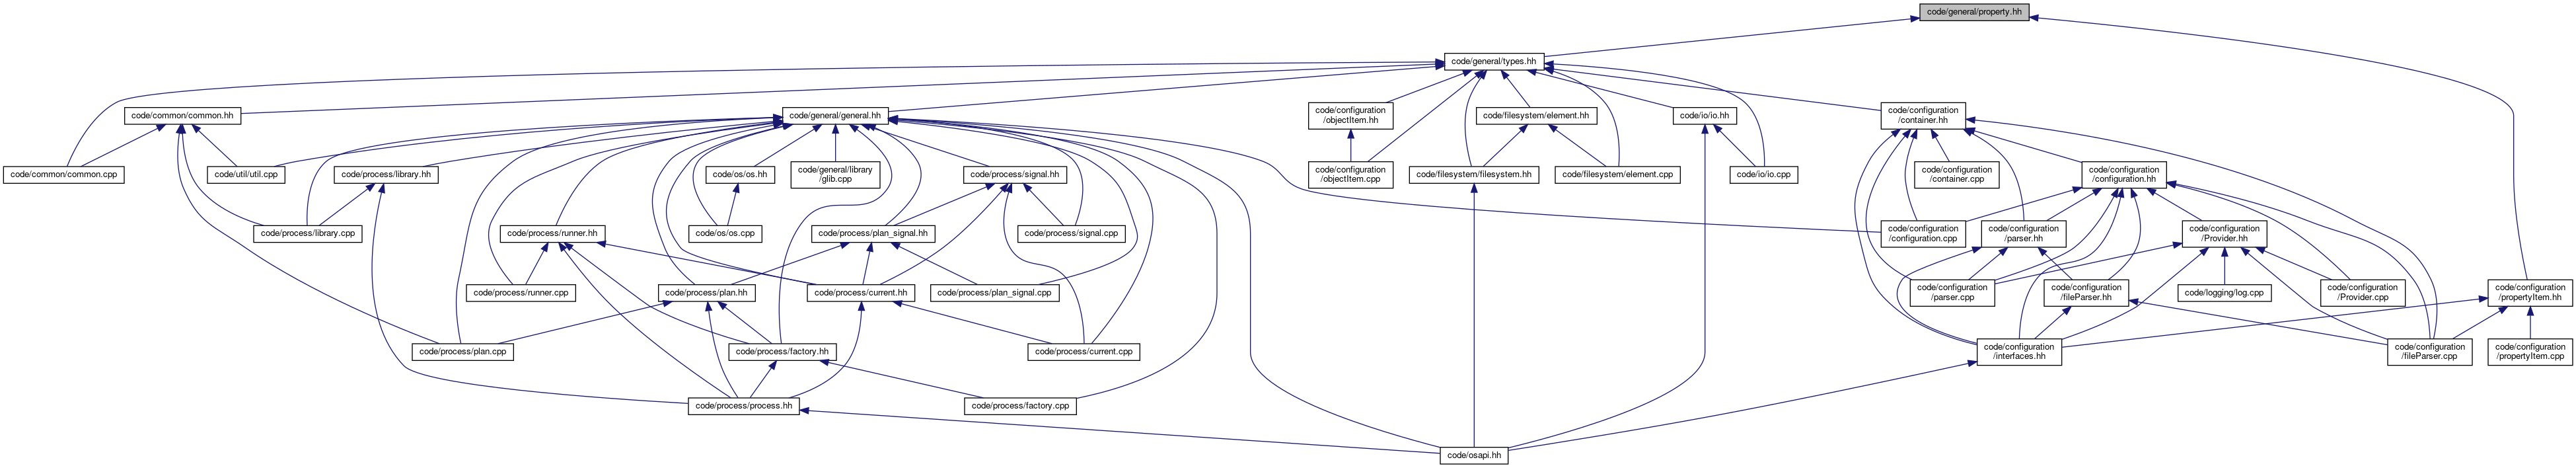 code/general/property.hh
code/general/types.hh
code/common/common.hh
code/general/general.hh
code/configuration
/objectItem.hh
code/filesystem/element.hh
code/io/io.hh
code/configuration
/container.hh
code/common/common.cpp
code/util/util.cpp
code/process/library.hh
code/os/os.hh
code/general/library
/glib.cpp
code/process/signal.hh
code/configuration
/objectItem.cpp
code/filesystem/filesystem.hh
code/filesystem/element.cpp
code/io/io.cpp
code/configuration
/container.cpp
code/configuration
/configuration.hh
code/process/library.cpp
code/process/runner.hh
code/os/os.cpp
code/process/plan_signal.hh
code/process/signal.cpp
code/configuration
/configuration.cpp
code/configuration
/parser.hh
code/configuration
/Provider.hh
code/process/runner.cpp
code/process/plan.hh
code/process/current.hh
code/process/plan_signal.cpp
code/configuration
/parser.cpp
code/configuration
/fileParser.hh
code/logging/log.cpp
code/configuration
/Provider.cpp
code/configuration
/propertyItem.hh
code/process/plan.cpp
code/process/factory.hh
code/process/current.cpp
code/configuration
/interfaces.hh
code/configuration
/fileParser.cpp
code/configuration
/propertyItem.cpp
code/process/process.hh
code/process/factory.cpp
code/osapi.hh